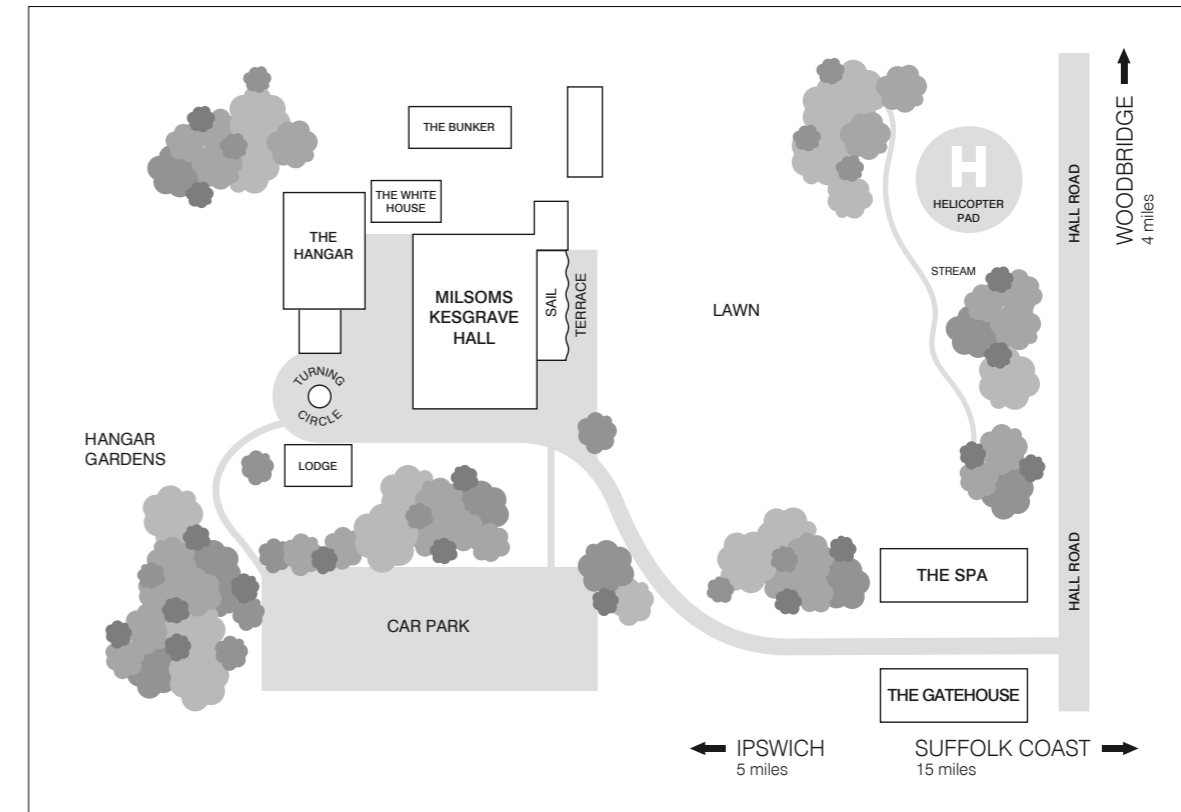 THE BUNKER
THE WHITE
HOUSE
THE
HANGAR
MILSOMS
KESGRAVE
HALL
SAIL
TERRACE
TURNING
CIRCLE
HANGAR
GARDENS
LODGE
CAR PARK
LAWN
STREAM
H
HELICOPTER
PAD
HALL ROAD
WOODBRIDGE
4 miles
HALL ROAD
THE SPA
THE GATEHOUSE
IPSWICH
5 miles
SUFFOLK COAST
15 miles